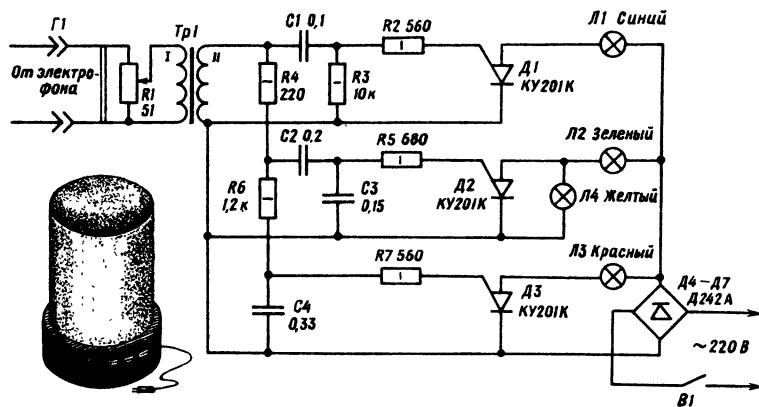 Г1
От электро-
фона
R1
51
Тр1
I
II
C1 0,1
R2 560
R4
220
R3
10к
Д1
КУ201К
Л1 Синий
C2 0,2
R5 680
R6
1,2к
C3
0,15
Д2
КУ201К
Л2 Зеленый
Л4 Желтый
R7 560
C4
0,33
Д3
КУ201К
Л3 Красный
Д4–Д7
Д242А
~220 В
В1